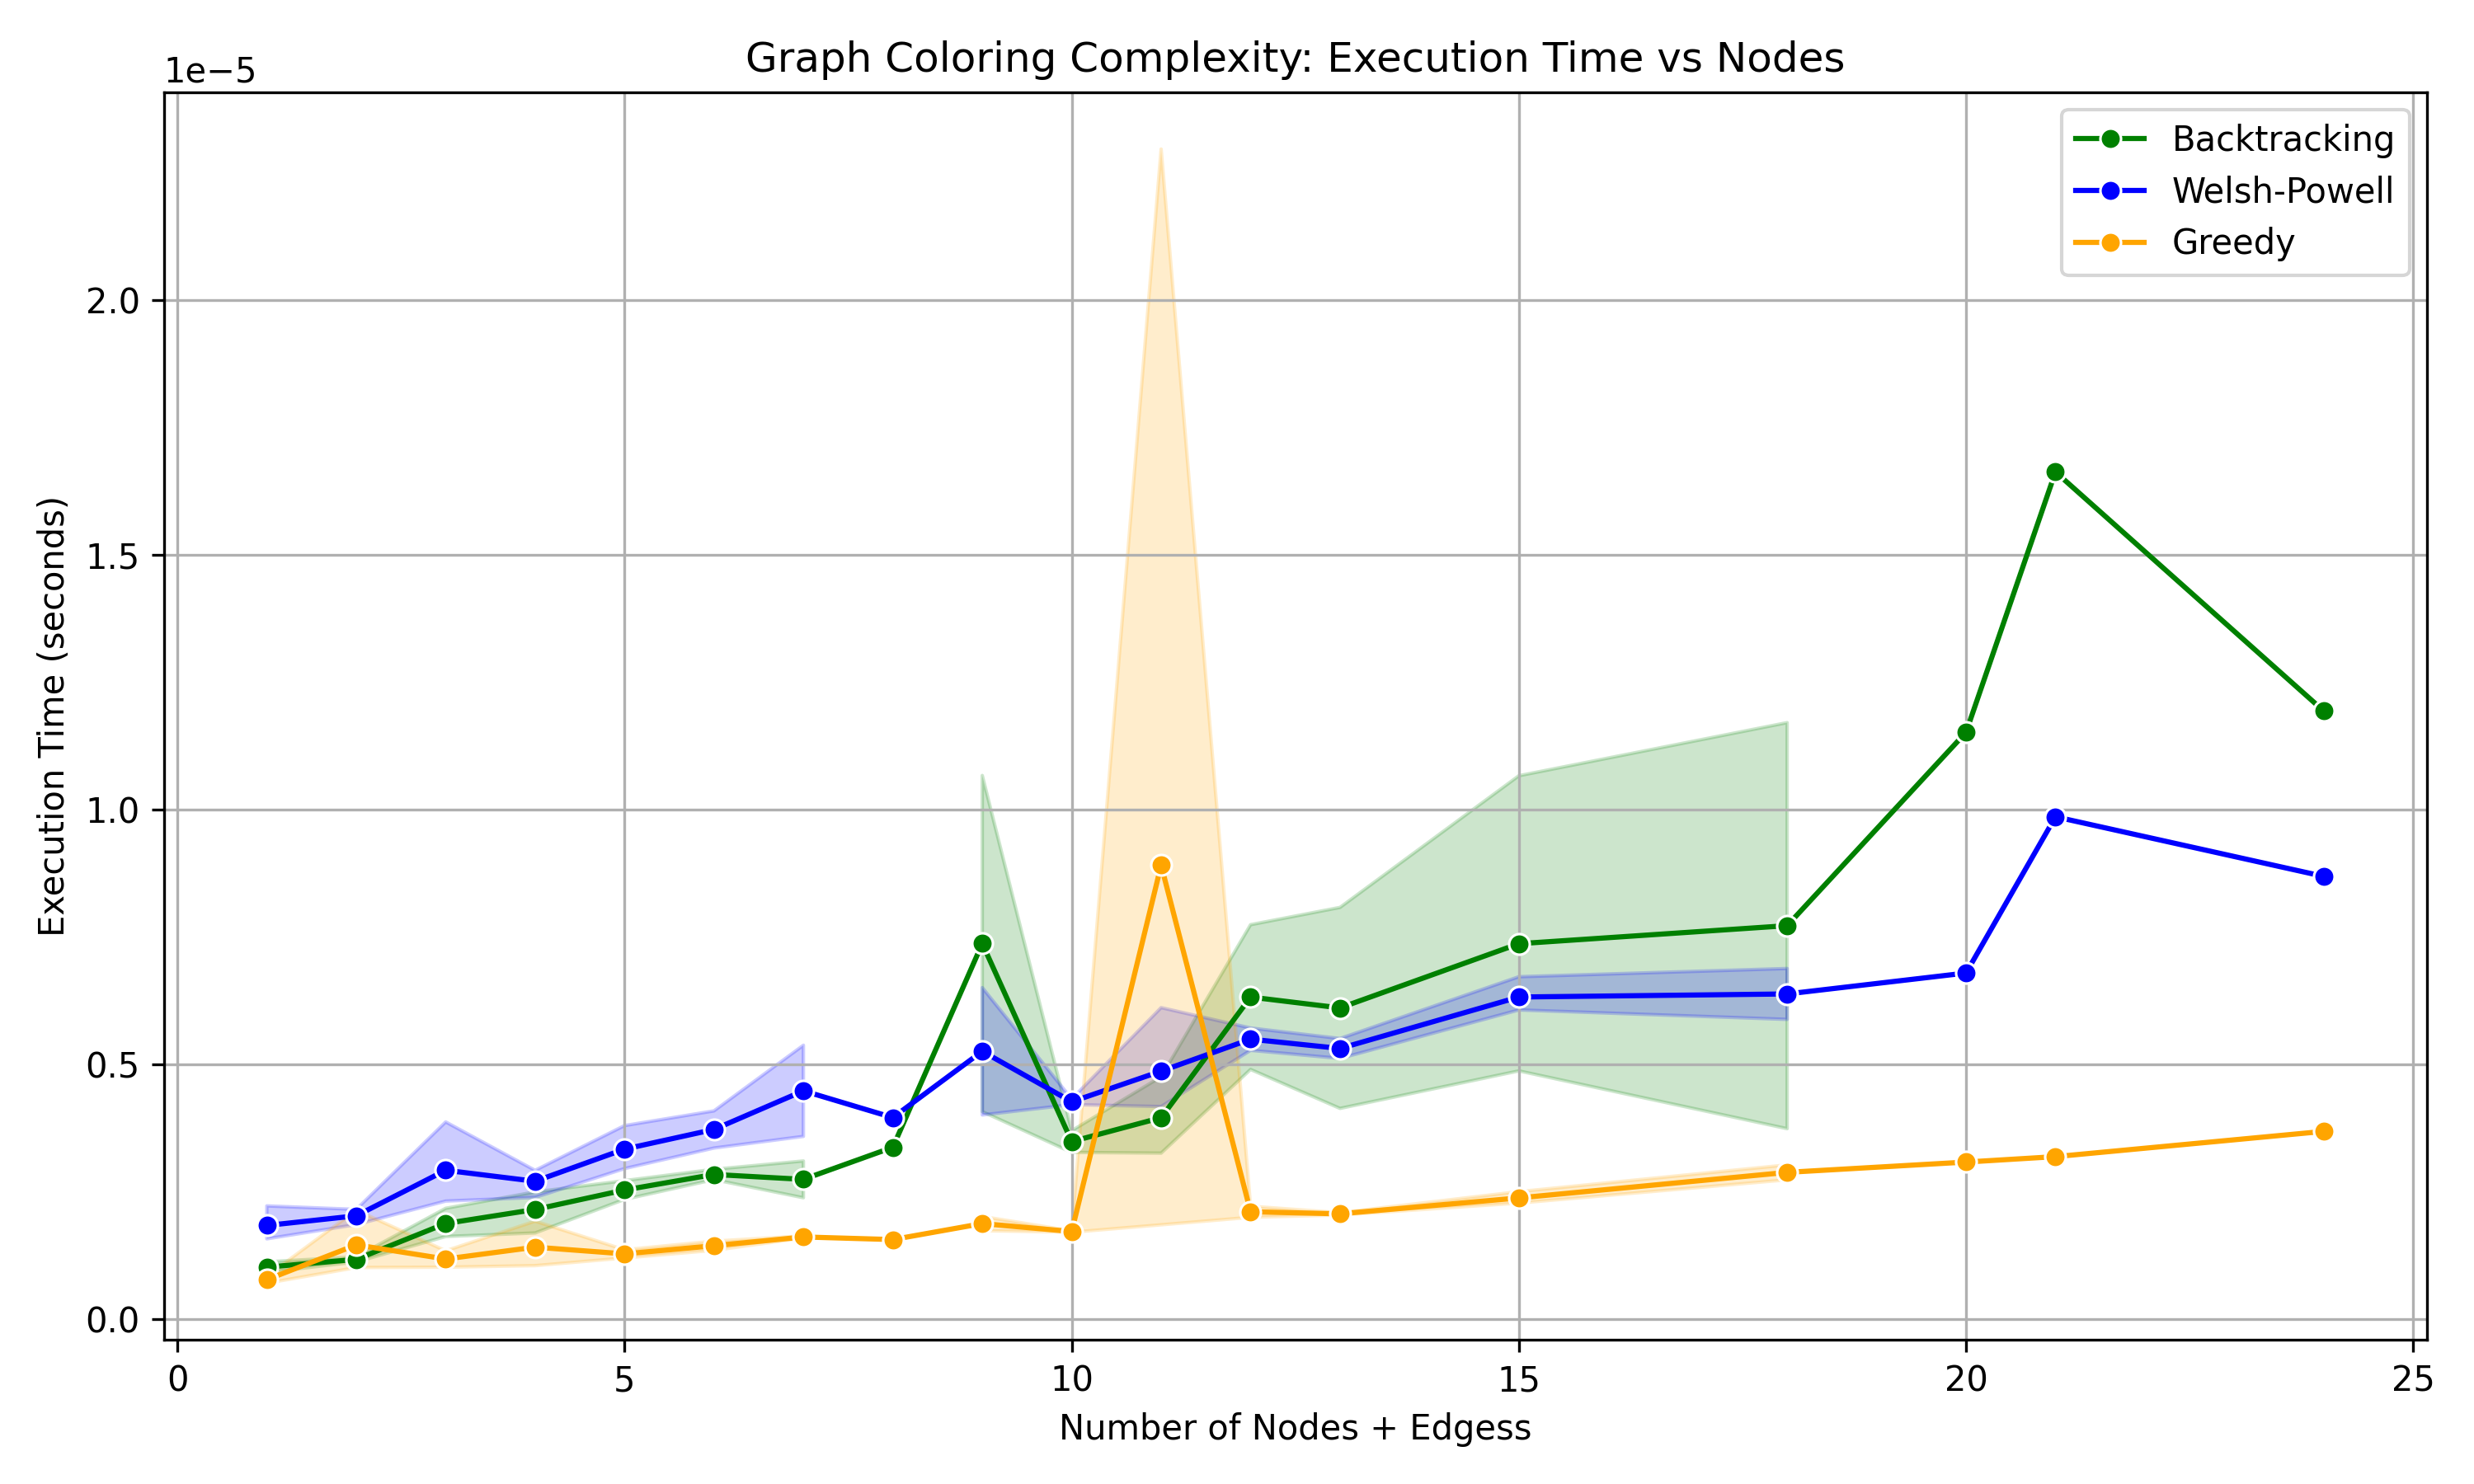 Graph Coloring Complexity: Execution Time vs Nodes
1e−5
Backtracking
Welsh-Powell
Greedy
2.0
1.5
1.0
0.5
0.0
Execution Time (seconds)
0 5 10 15 20 25
Number of Nodes + Edgess